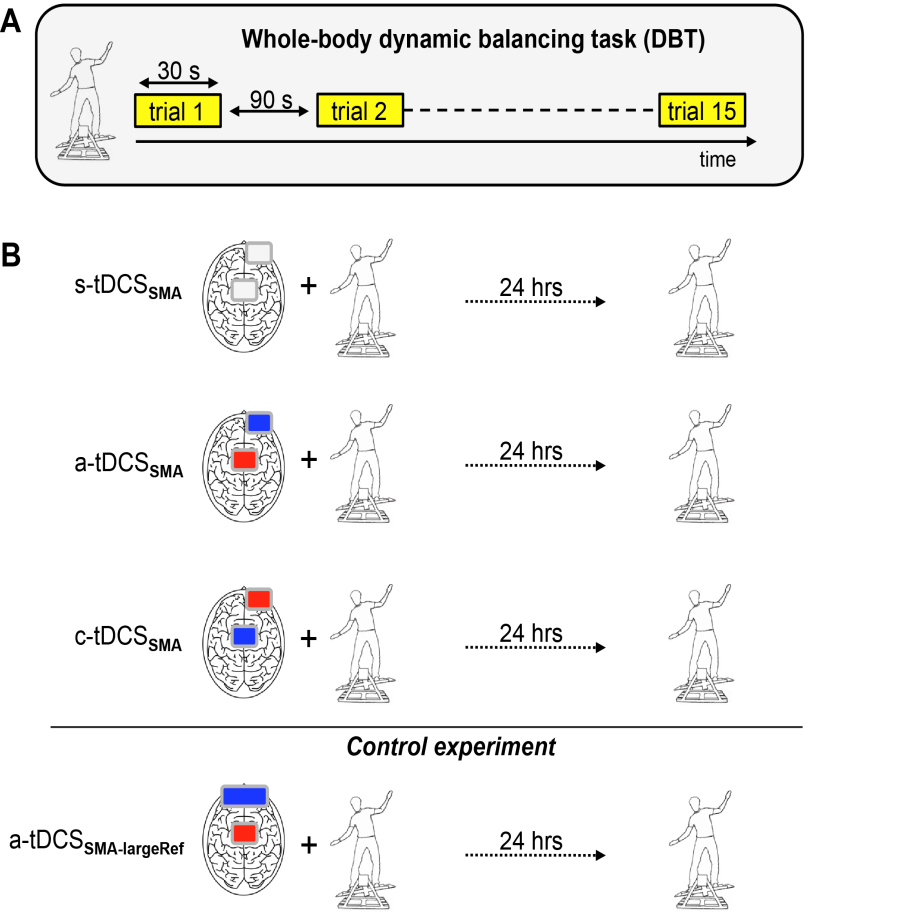 A
Whole-body dynamic balancing task (DBT)
30 s
90 s
trial 1
trial 2
trial 15
time
B
s-tDCSSMA
+
24 hrs
a-tDCSSMA
+
24 hrs
c-tDCSSMA
+
24 hrs
Control experiment
a-tDCSSMA-largeRef
+
24 hrs